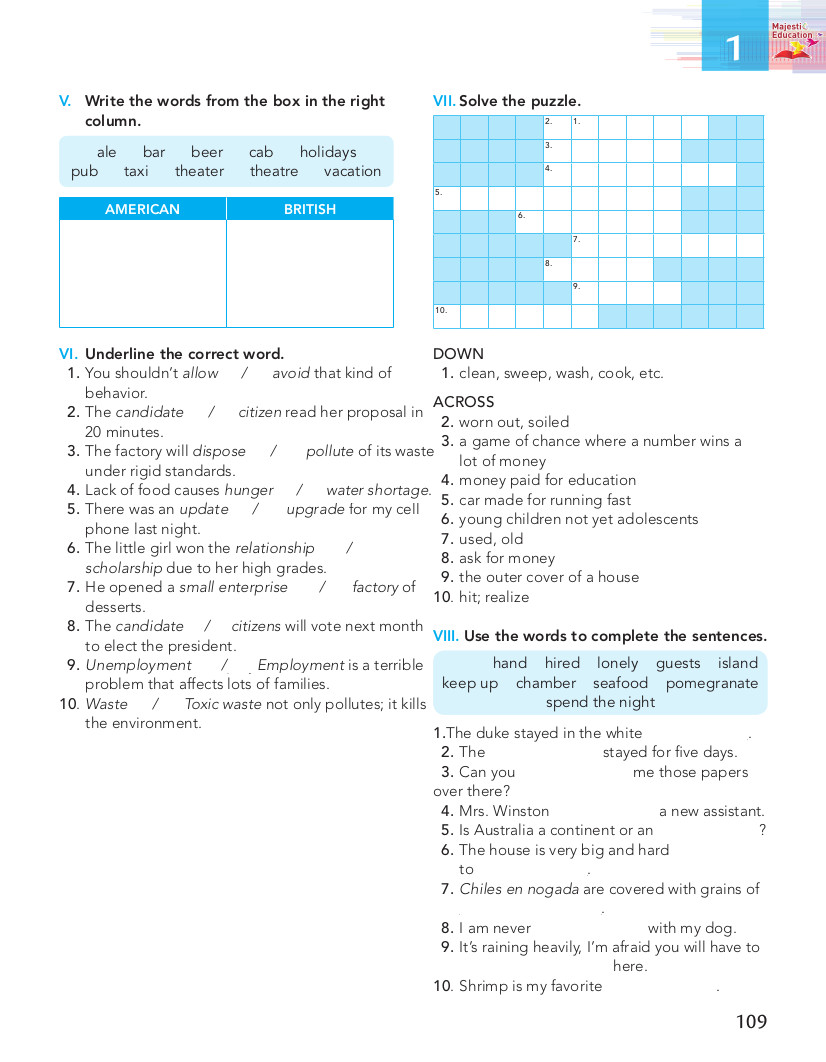 1
Majesti
Education
V. Write the words from the box in the right
column.
ale bar beer cab holidays
pub taxi theater theatre vacation
AMERICAN BRITISH
VI. Underline the correct word.
1. You shouldn't allow / avoid that kind of
behavior.
2. The candidate / citizen read her proposal in
20 minutes.
3. The factory will dispose / pollute of its waste
under rigid standards.
4. Lack of food causes hunger / water shortage.
5. There was an update / upgrade for my cell
phone last night.
6. The little girl won the relationship /
scholarship due to her high grades.
7. He opened a small enterprise / factory of
desserts.
8. The candidate / citizens will vote next month
to elect the president.
9. Unemployment / Employment is a terrible
problem that affects lots of families.
10. Waste / Toxic waste not only pollutes; it kills
the environment.
VII. Solve the puzzle.
2. 1.
3.
4.
5.
6.
7.
8.
9.
10.
DOWN
1. clean, sweep, wash, cook, etc.
ACROSS
2. worn out, soiled
3. a game of chance where a number wins a
lot of money
4. money paid for education
5. car made for running fast
6. young children not yet adolescents
7. used, old
8. ask for money
9. the outer cover of a house
10. hit; realize
VIII. Use the words to complete the sentences.
hand hired lonely guests island
keep up chamber seafood pomegranate
spend the night
1.The duke stayed in the white .
2. The stayed for five days.
3. Can you me those papers
over there?
4. Mrs. Winston a new assistant.
5. Is Australia a continent or an ?
6. The house is very big and hard
to .
7. Chiles en nogada are covered with grains of
.
8. I am never with my dog.
9. It's raining heavily, I'm afraid you will have to
here.
10. Shrimp is my favorite .
109